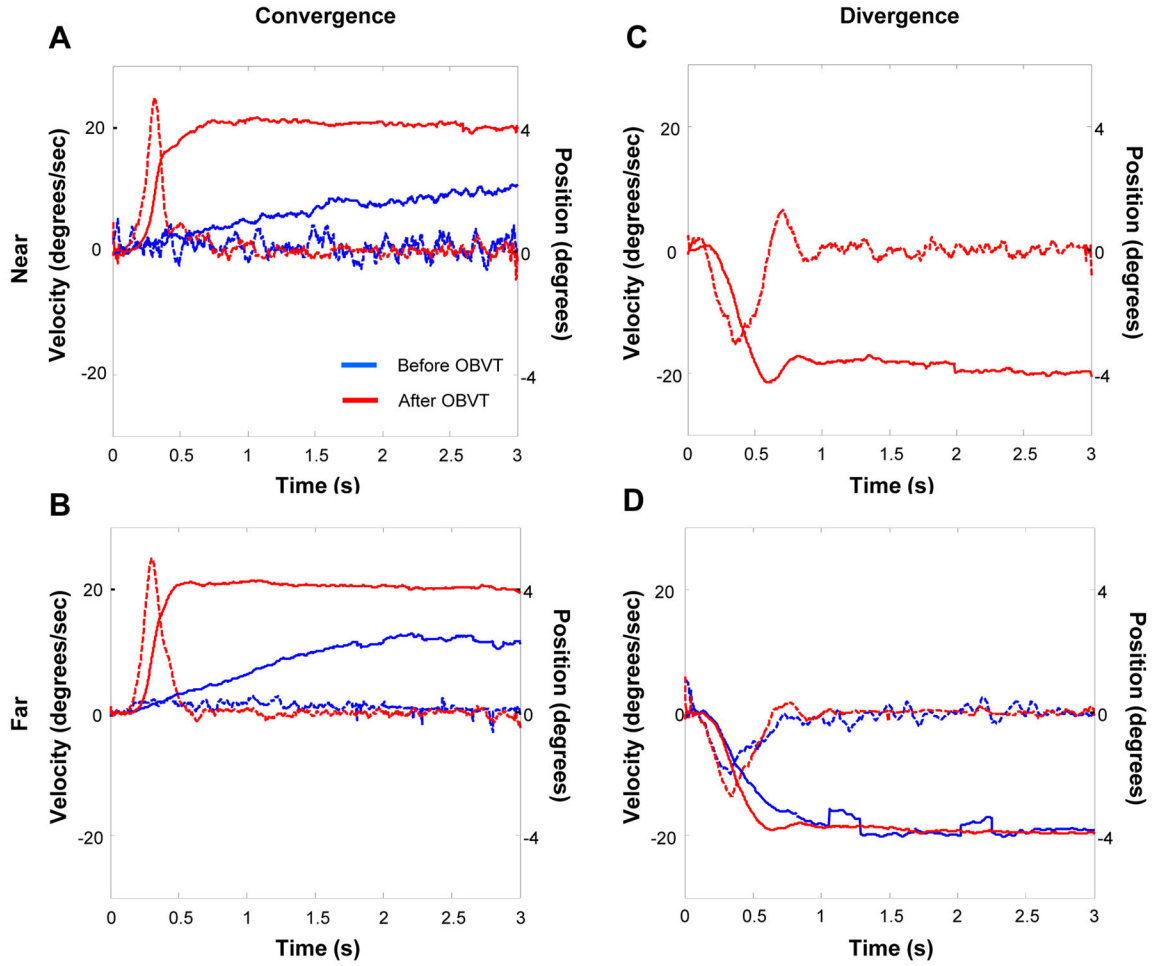 Convergence
Divergence
A
C
Near
Velocity (degrees/sec)
20
0
-20
4
0
-4
Position (degrees)
Before OBVT
After OBVT
0 0.5 1 1.5 2 2.5 3
Time (s)
Velocity (degrees/sec)
20
0
-20
4
0
-4
Position (degrees)
0 0.5 1 1.5 2 2.5 3
Time (s)
B
D
Far
Velocity (degrees/sec)
20
0
-20
4
0
-4
Position (degrees)
0 0.5 1 1.5 2 2.5 3
Time (s)
Velocity (degrees/sec)
20
0
-20
4
0
-4
Position (degrees)
0 0.5 1 1.5 2 2.5 3
Time (s)